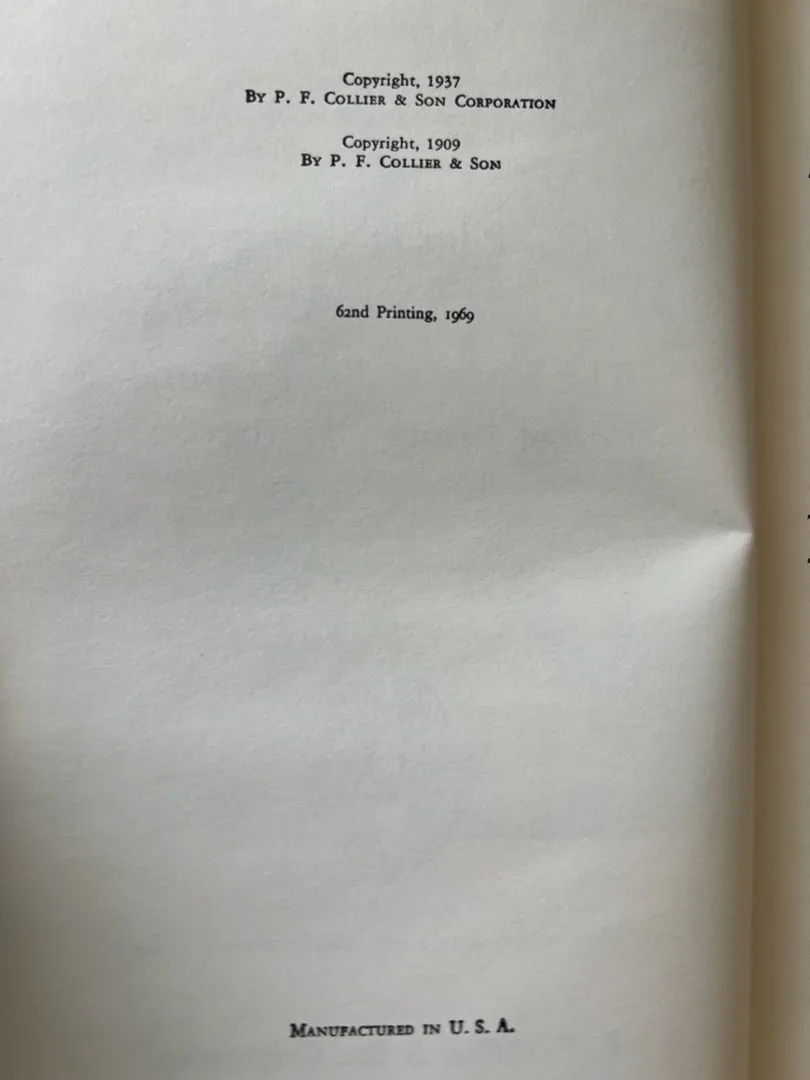 Copyright, 1937
By P. F. Collier & Son Corporation
Copyright, 1909
By P. F. Collier & Son
62nd Printing, 1969
Manufactured in U. S. A.